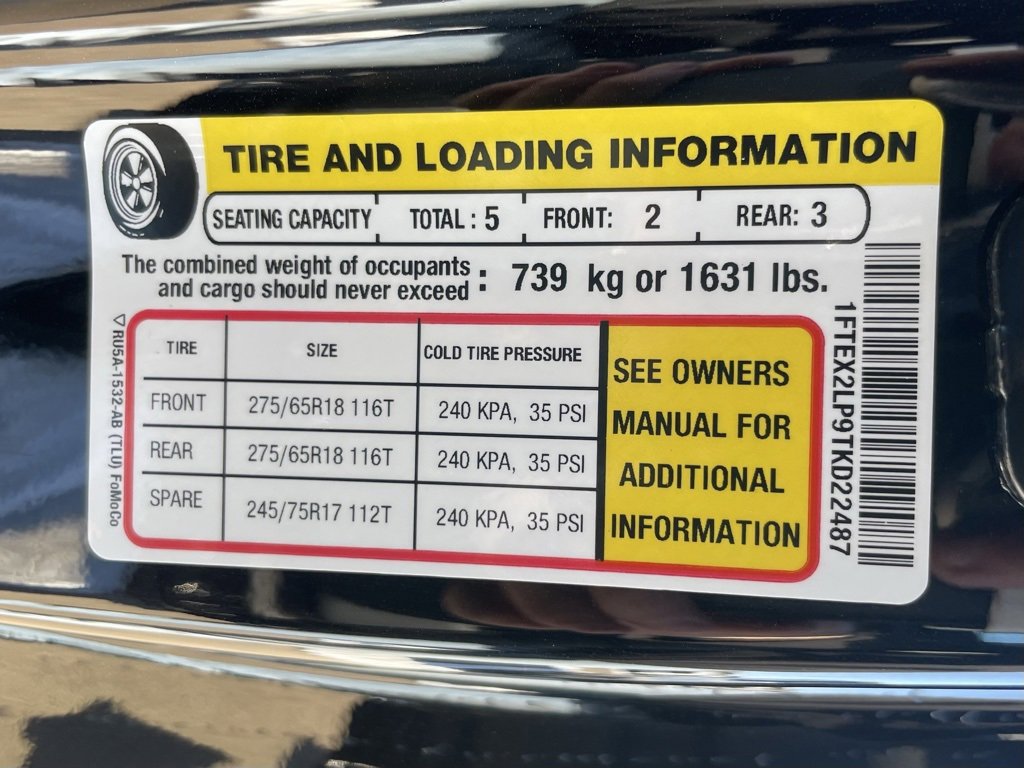 TIRE AND LOADING INFORMATION
SEATING CAPACITY TOTAL : 5 FRONT: 2 REAR: 3
The combined weight of occupants
and cargo should never exceed : 739 kg or 1631 lbs.
TIRE SIZE COLD TIRE PRESSURE
FRONT 275/65R18 116T 240 KPA, 35 PSI
REAR 275/65R18 116T 240 KPA, 35 PSI
SPARE 245/75R17 112T 240 KPA, 35 PSI
SEE OWNERS
MANUAL FOR
ADDITIONAL
INFORMATION
1FTEX2LP9TKD22487
RU5A-1532-AB (TLU) FoMoCo